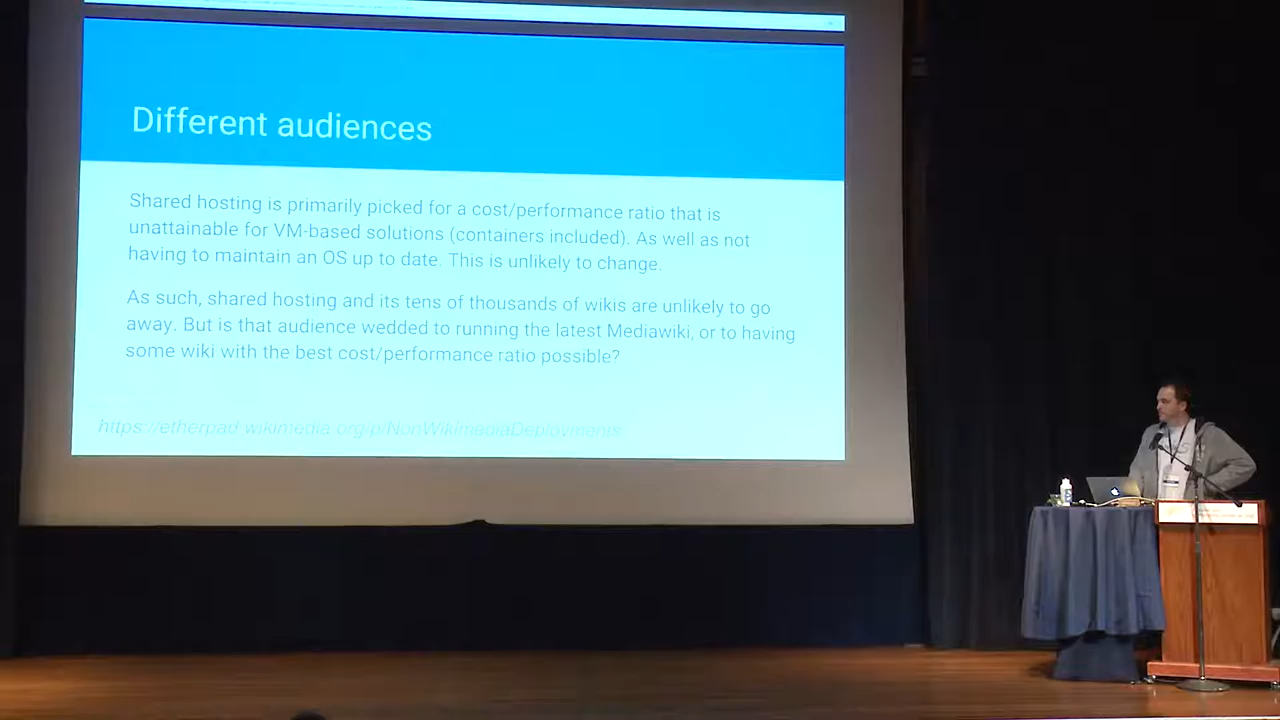 Different audiences
Shared hosting is primarily picked for a cost/performance ratio that is
unattainable for VM-based solutions (containers included). As well as not
having to maintain an OS up to date. This is unlikely to change.
As such, shared hosting and its tens of thousands of wikis are unlikely to go
away. But is that audience wedded to running the latest Mediawiki, or to having
some wiki with the best cost/performance ratio possible?
https://etherpad.wikimedia.org/p/NonWikimediaDeployments